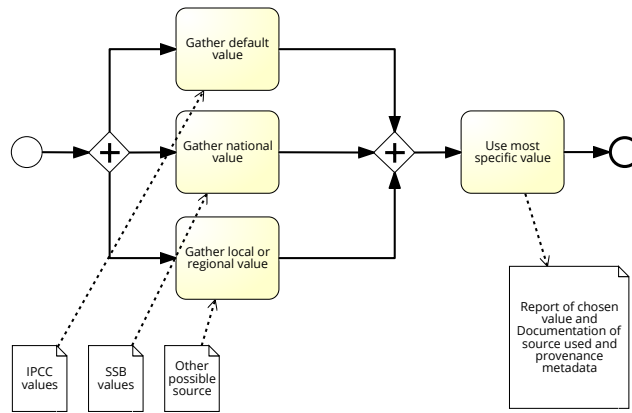 Gather default
value
Gather national
value
Use most
specific value
Gather local or
regional value
IPCC
values
SSB
values
Other
possible
source
Report of chosen
value and
Documentation of
source used and
provenance
metadata